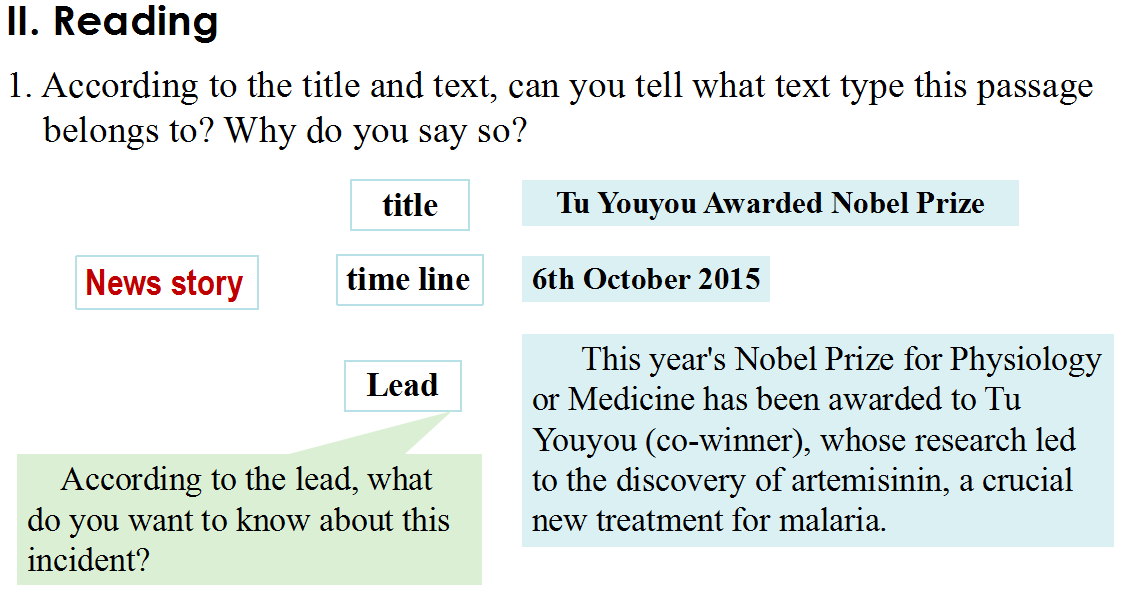 II. Reading
1. According to the title and text, can you tell what text type this passage
belongs to? Why do you say so?
title
Tu Youyou Awarded Nobel Prize
News story
time line
6th October 2015
Lead
This year's Nobel Prize for Physiology
or Medicine has been awarded to Tu
Youyou (co-winner), whose research led
to the discovery of artemisinin, a crucial
new treatment for malaria.
According to the lead, what
do you want to know about this
incident?